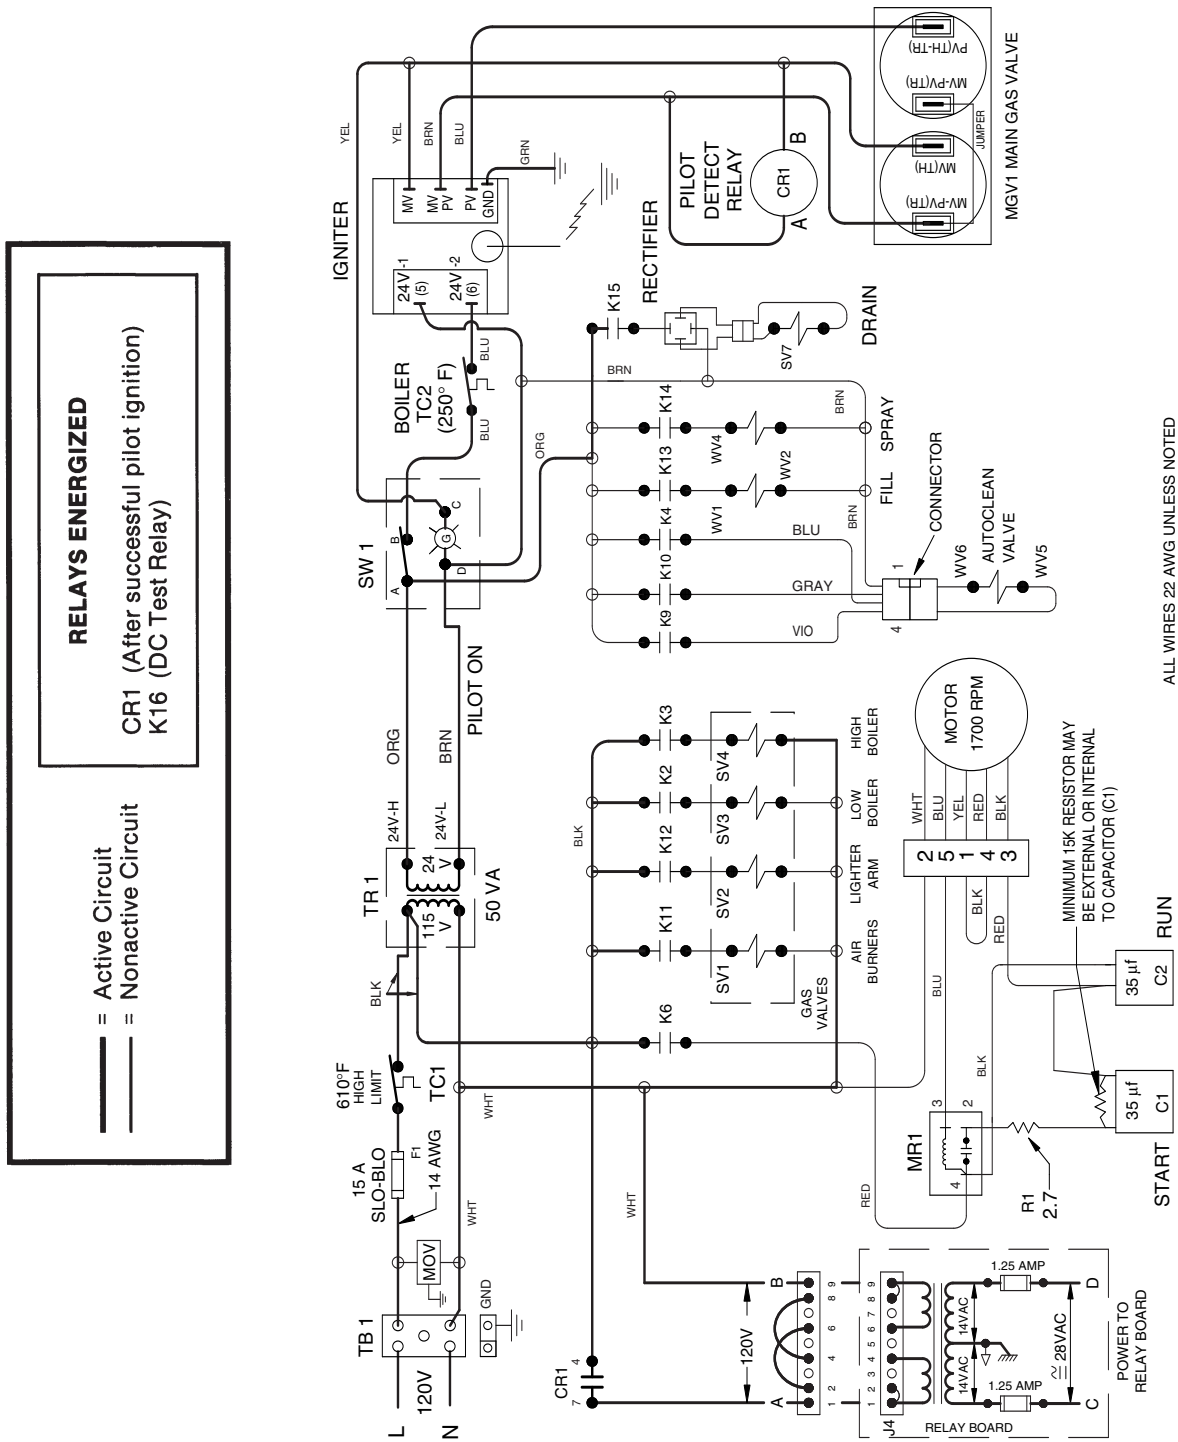 RELAYS ENERGIZED
CR1 (After successful pilot ignition)
K16 (DC Test Relay)
= Active Circuit
= Nonactive Circuit
L
120V
N
TB 1
MOV
GND
15 A
SLO-BLO
F1
14 AWG
WHT
610°F
HIGH
LIMIT
TC1
WHT
BLK
TR 1
115
V
24
V
50 VA
24V-H
24V-L
ORG
BRN
PILOT ON
SW 1
A
B
C
D
G
BOILER
TC2
(250° F)
BLU
BLU
ORG
IGNITER
24V-1
(5)
24V-2
(6)
MV
MV
PV
PV
GND
YEL
YEL
BRN
BLU
GRN
CR1
7
4
BLK
K6
K11
K12
K2
K3
SV1
SV2
SV3
SV4
GAS
VALVES
AIR
BURNERS
LIGHTER
ARM
LOW
BOILER
HIGH
BOILER
K9
K10
K4
K13
K14
K15
VIO
GRAY
BLU
WV1
WV2
WV4
BRN
BRN
BRN
FILL
SPRAY
RECTIFIER
SV7
DRAIN
CONNECTOR
1
4
WV6
AUTOCLEAN
VALVE
WV5
PILOT
DETECT
RELAY
CR1
A
B
PV(TH-TR)
MV-PV(TR)
MV(TH)
MV-PV(TR)
JUMPER
MGV1 MAIN GAS VALVE
WHT
RED
120V
A
B
1 2 4 6 8 9
1 2 3 4 5 6 7 8 9
J4
RELAY BOARD
14VAC
14VAC
1.25 AMP
1.25 AMP
≅ 28VAC
C
D
POWER TO
RELAY BOARD
MR1
4
3
2
R1
2.7
BLU
BLK
RED
BLK
2 5 1 4 3
WHT
BLU
YEL
RED
BLK
MOTOR
1700 RPM
MINIMUM 15K RESISTOR MAY
BE EXTERNAL OR INTERNAL
TO CAPACITOR (C1)
35 µf
C1
START
35 µf
C2
RUN
ALL WIRES 22 AWG UNLESS NOTED